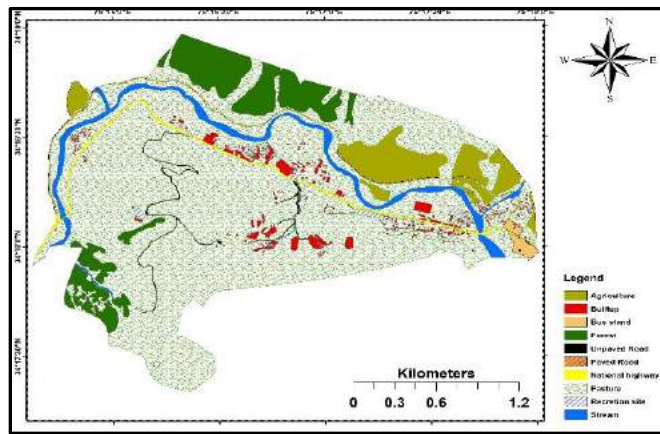 N
W E
S
Legend
Agriculture
Builtup
Bus stand
Forest
Unpaved Road
Paved Road
National highway
Pasture
Recretion site
Stream
Kilometers
0 0.3 0.6 1.2